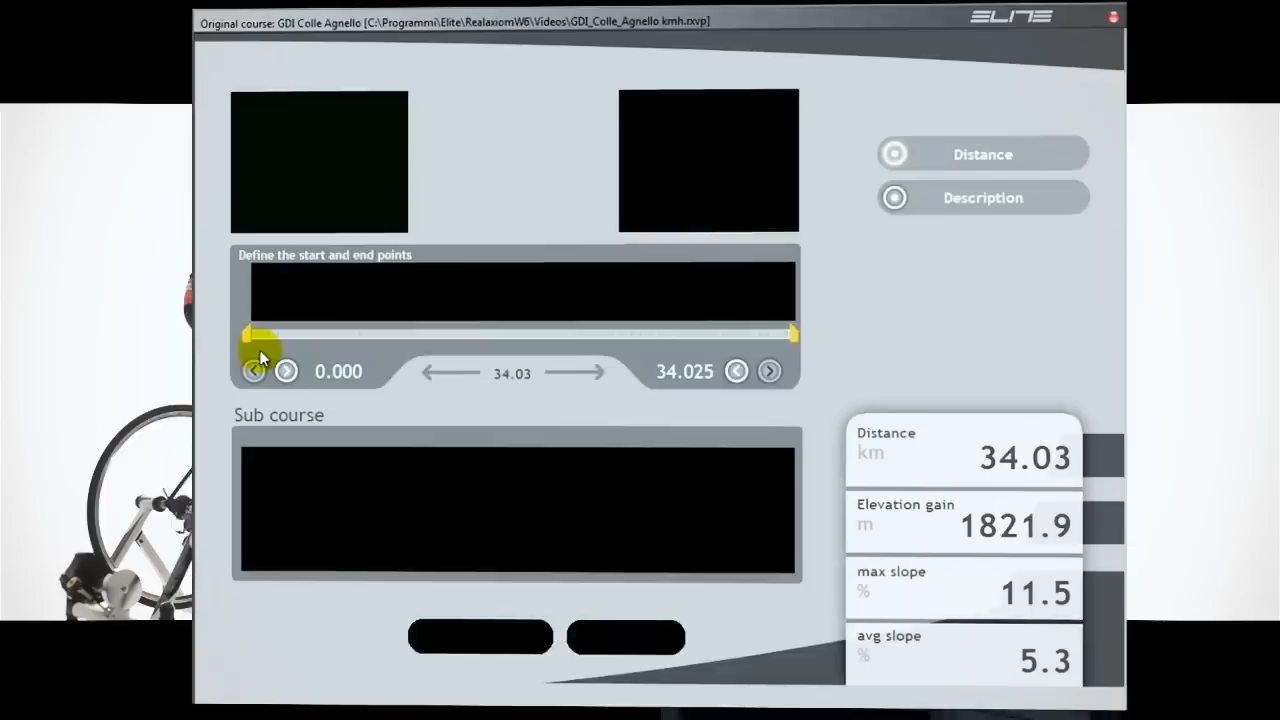 Original course: GDI Colle Agnello [C:\Programmi\Elite\RealaxiomW6\Videos\GDI_Colle_Agnello kmh.rxvp]
ELITE
Distance
Description
Define the start and end points
0.000
34.03
34.025
Sub course
Distance
km
34.03
Elevation gain
m
1821.9
max slope
%
11.5
avg slope
%
5.3